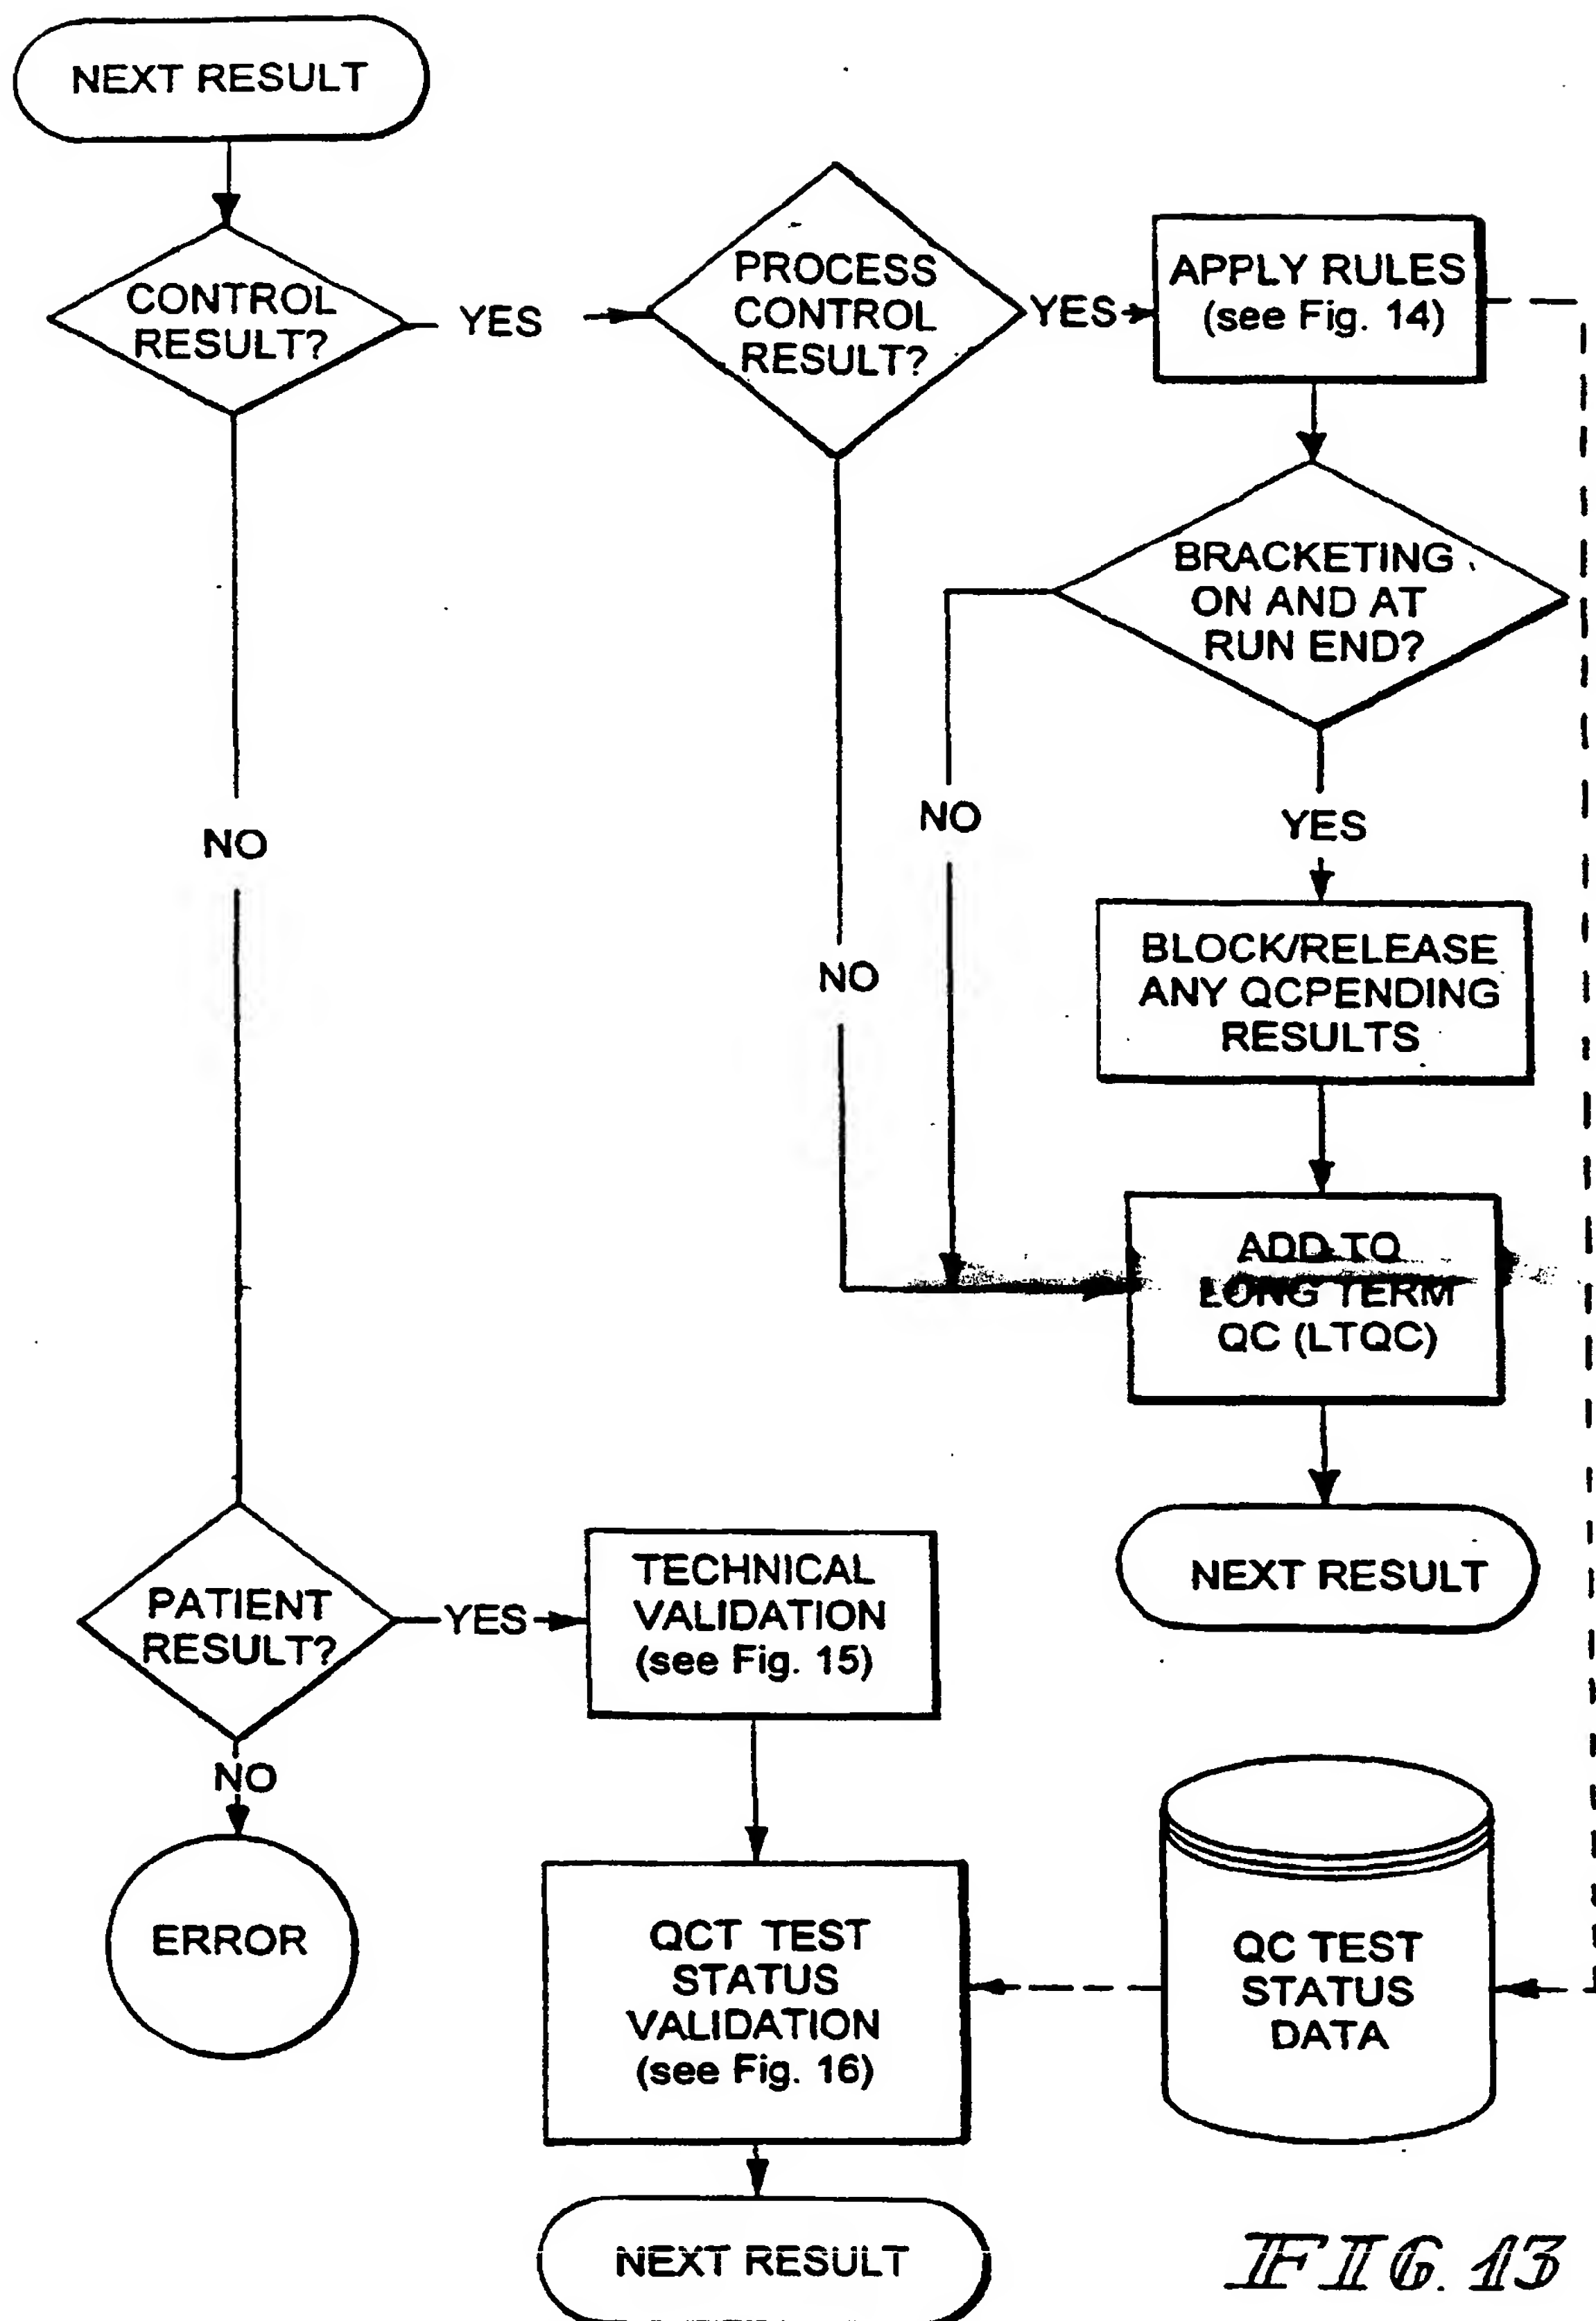 NEXT RESULT
CONTROL
RESULT?
YES
PROCESS
CONTROL
RESULT?
YES
APPLY RULES
(see Fig. 14)
BRACKETING
ON AND AT
RUN END?
NO
NO
NO
YES
BLOCK/RELEASE
ANY QCPENDING
RESULTS
ADD TO
LONG TERM
QC (LTQC)
NEXT RESULT
PATIENT
RESULT?
YES
TECHNICAL
VALIDATION
(see Fig. 15)
NO
ERROR
QCT TEST
STATUS
VALIDATION
(see Fig. 16)
QC TEST
STATUS
DATA
NEXT RESULT
FIG. 13